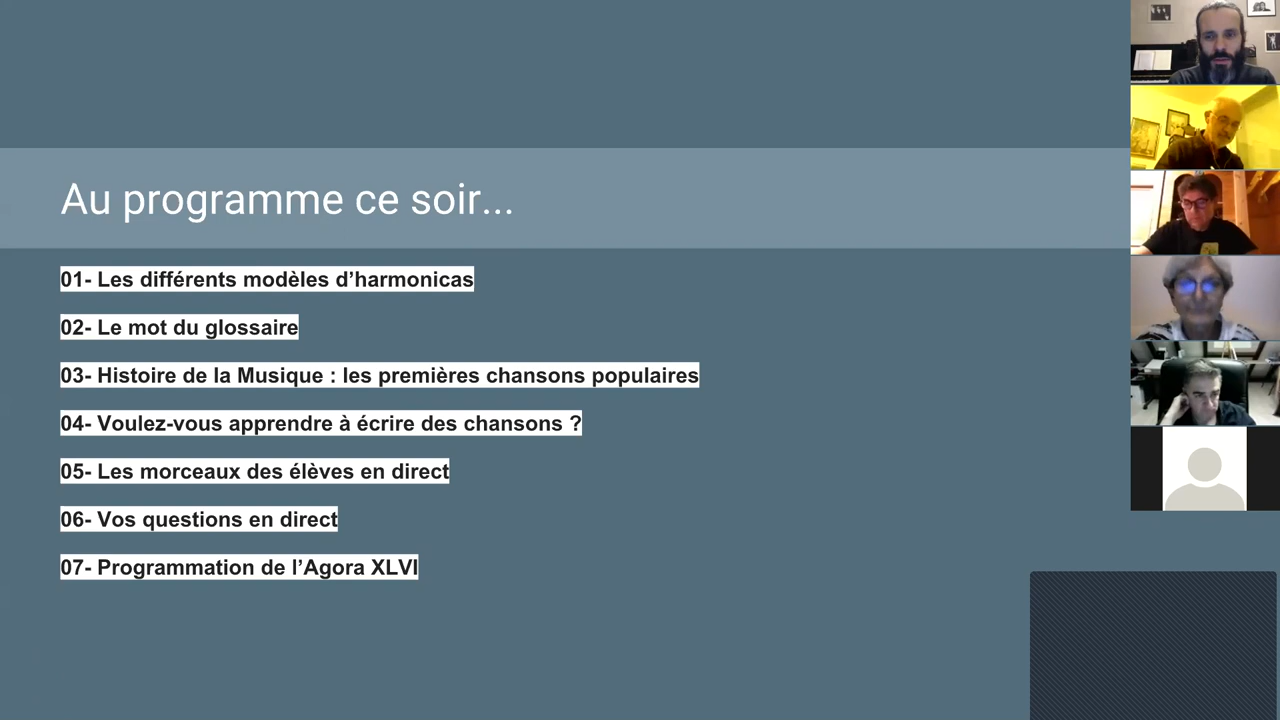 Au programme ce soir...
01- Les différents modèles d’harmonicas
02- Le mot du glossaire
03- Histoire de la Musique : les premières chansons populaires
04- Voulez-vous apprendre à écrire des chansons ?
05- Les morceaux des élèves en direct
06- Vos questions en direct
07- Programmation de l’Agora XLVI